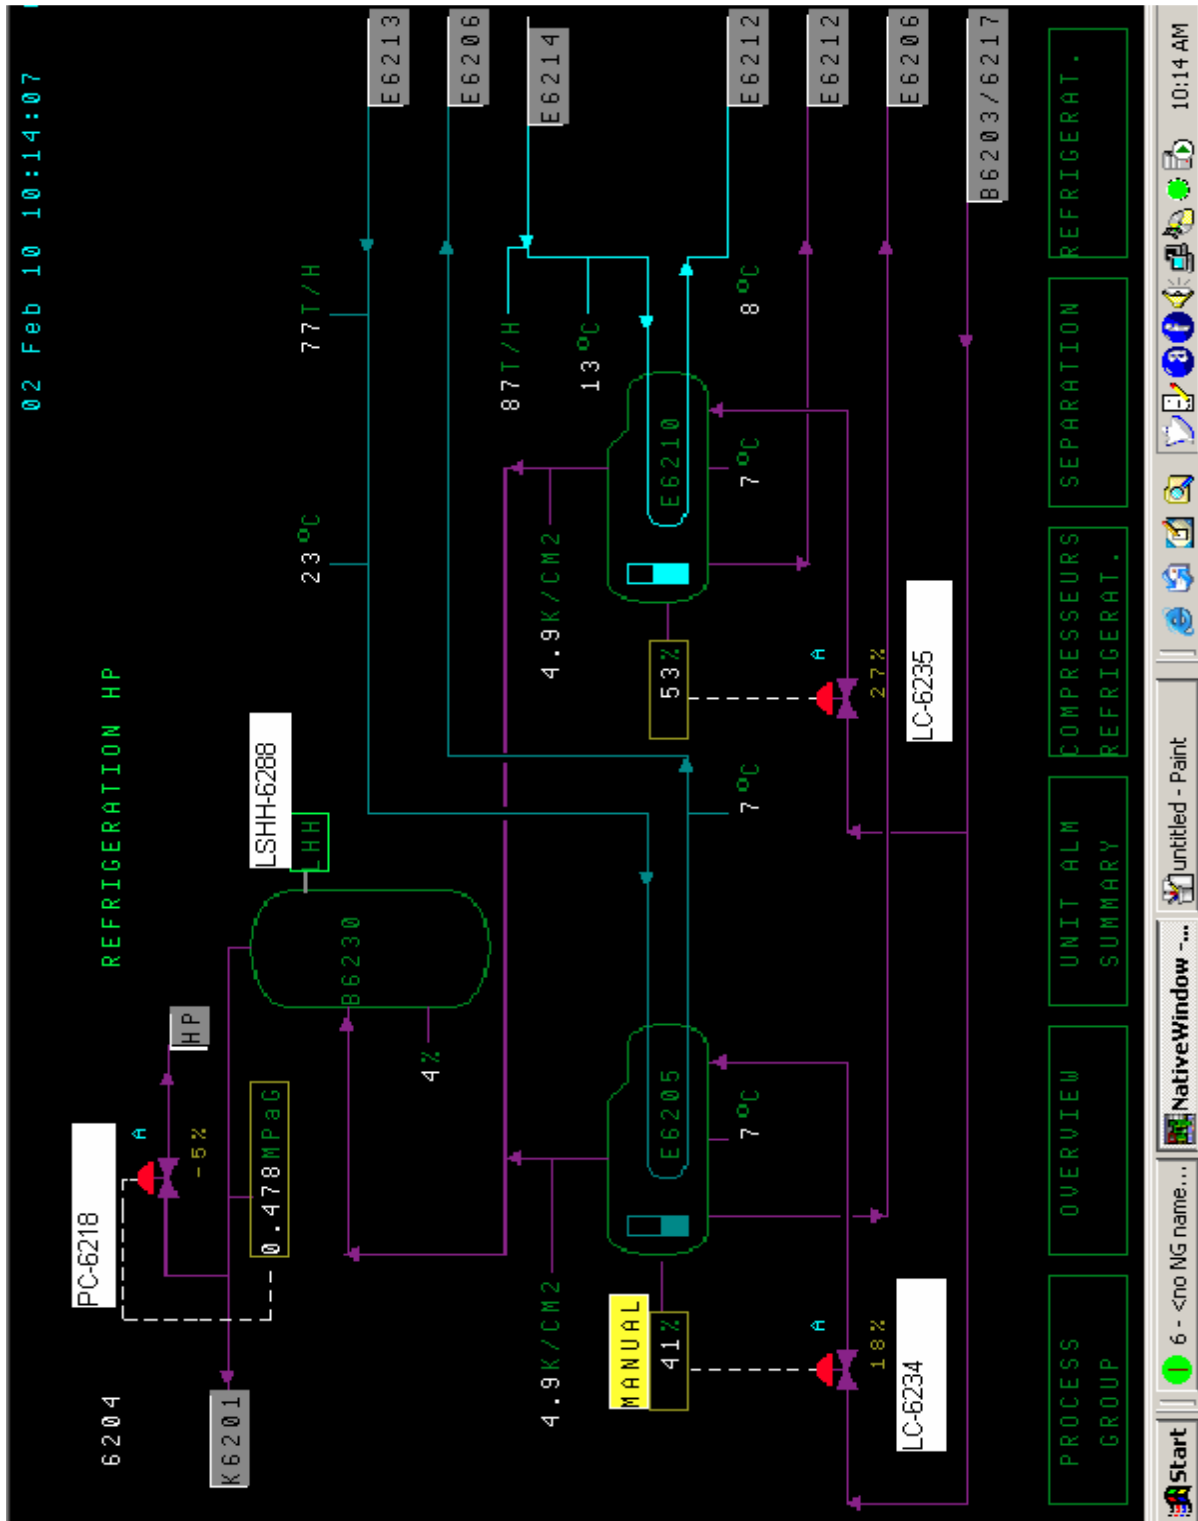 02 Feb 10 10:14:07
6204
REFRIGERATION HP
PC-6218
A
HP
-5%
K6201
0.478MPaG
LSHH-6288
LHH
B6230
4%
23°C
77T/H
E6213
E6206
4.9K/CM2
4.9K/CM2
87T/H
E6214
13°C
MANUAL
41%
E6205
7°C
7°C
53%
E6210
7°C
8°C
E6212
A
18%
LC-6234
A
27%
LC-6235
E6212
E6206
B6203/6217
PROCESS
GROUP
OVERVIEW
UNIT ALM
SUMMARY
COMPRESSEURS
REFRIGERAT.
SEPARATION
REFRIGERAT.
Start
6 - <no NG name...
NativeWindow -...
untitled - Paint
10:14 AM